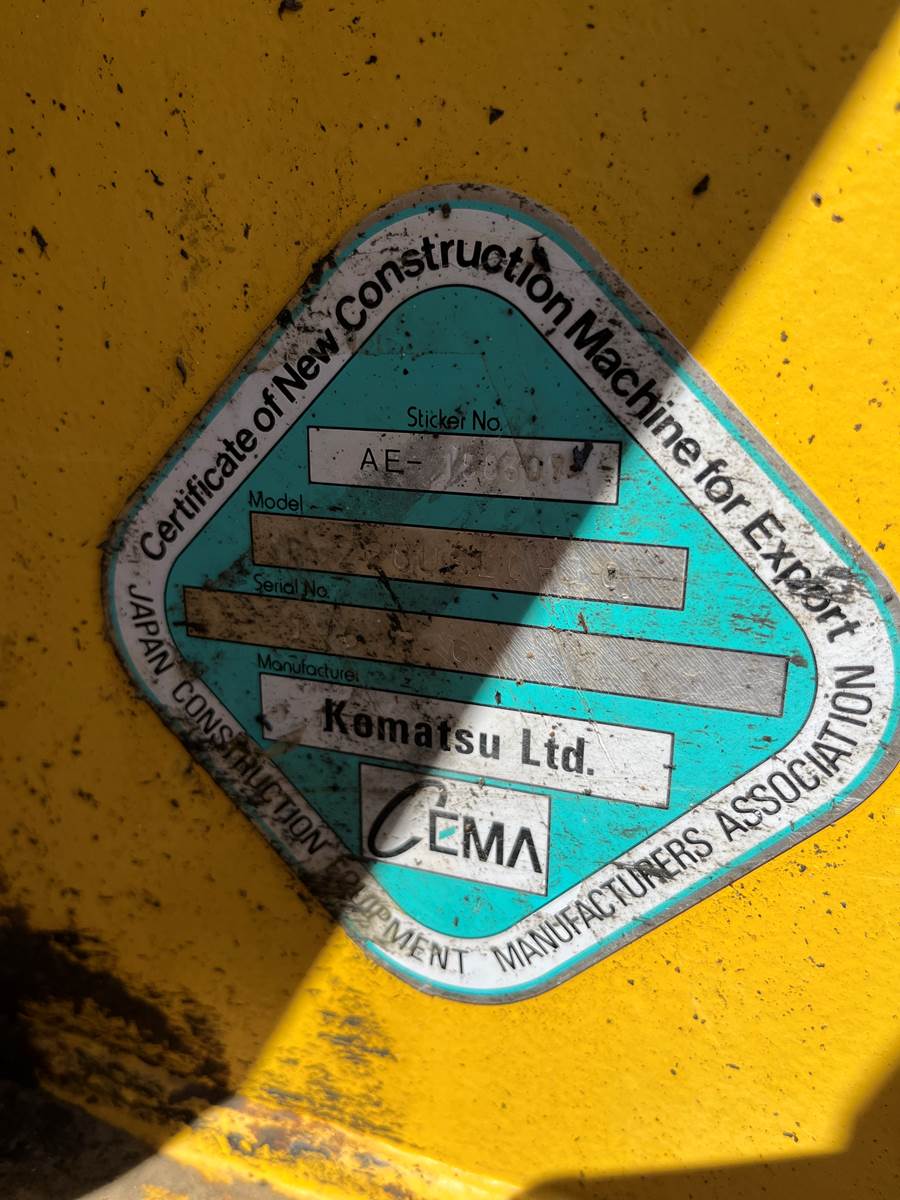 Certificate of New Construction Machine for Export
Sticker No.
AE-
Model
Serial No.
Manufacturer
Komatsu Ltd.
CEMA
JAPAN CONSTRUCTION EQUIPMENT MANUFACTURERS ASSOCIATION